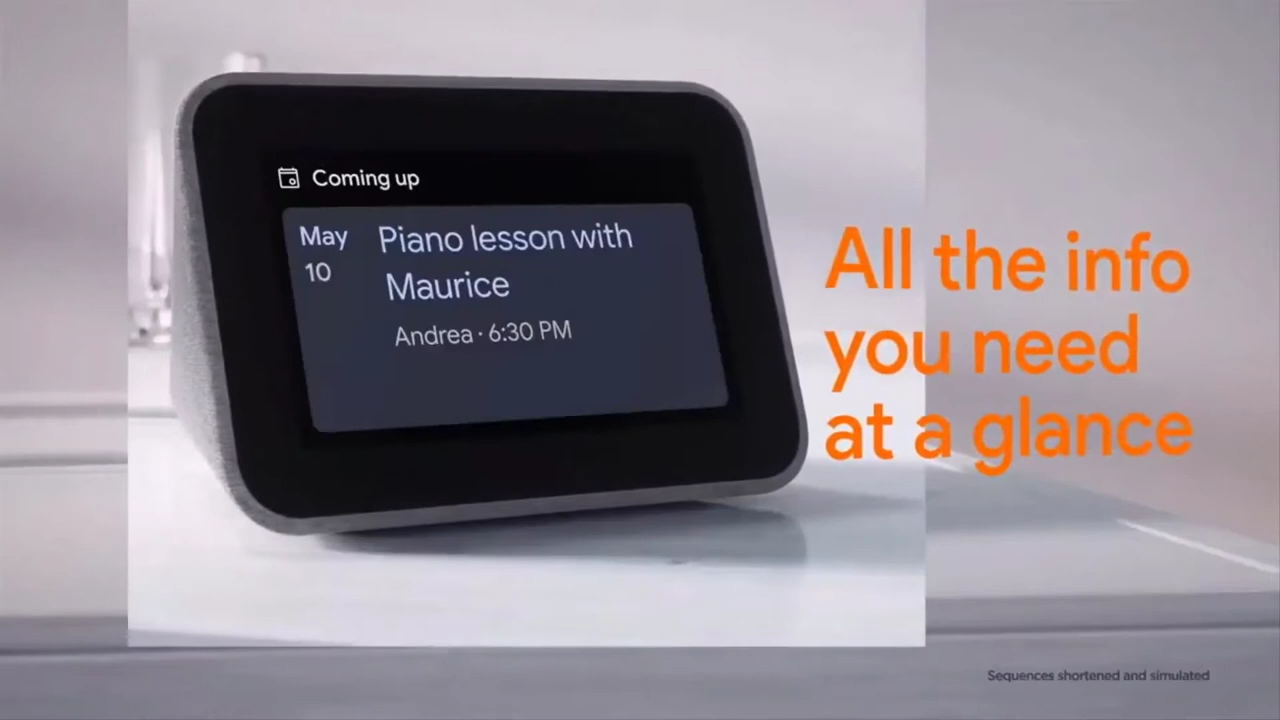 Coming up
May
10
Piano lesson with
Maurice
Andrea · 6:30 PM
All the info
you need
at a glance
Sequences shortened and simulated